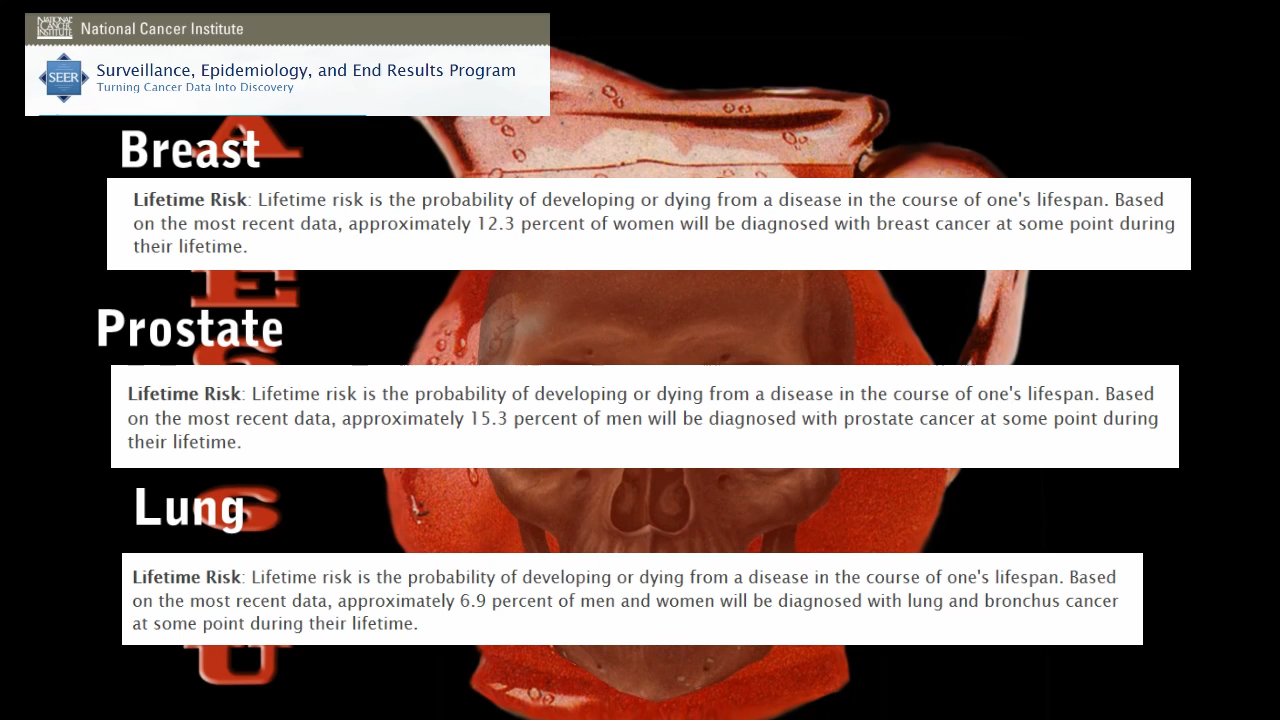 NATIONAL CANCER INSTITUTE National Cancer Institute
SEER Surveillance, Epidemiology, and End Results Program
Turning Cancer Data Into Discovery
Breast
Lifetime Risk: Lifetime risk is the probability of developing or dying from a disease in the course of one's lifespan. Based
on the most recent data, approximately 12.3 percent of women will be diagnosed with breast cancer at some point during
their lifetime.
Prostate
Lifetime Risk: Lifetime risk is the probability of developing or dying from a disease in the course of one's lifespan. Based
on the most recent data, approximately 15.3 percent of men will be diagnosed with prostate cancer at some point during
their lifetime.
Lung
Lifetime Risk: Lifetime risk is the probability of developing or dying from a disease in the course of one's lifespan. Based
on the most recent data, approximately 6.9 percent of men and women will be diagnosed with lung and bronchus cancer
at some point during their lifetime.